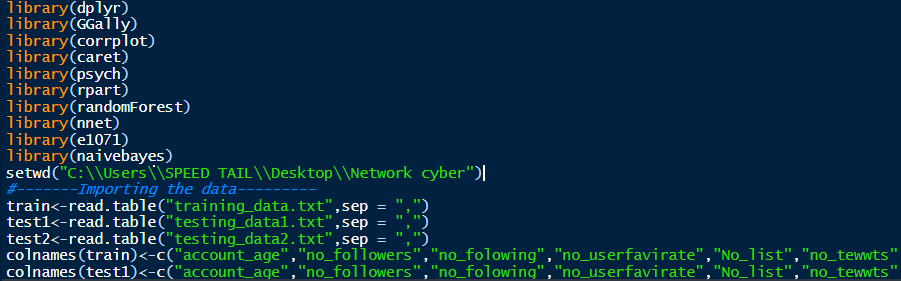 library(dplyr)
library(GGally)
library(corrplot)
library(caret)
library(psych)
library(rpart)
library(randomForest)
library(nnet)
library(e1071)
library(naivebayes)
setwd("C:\\Users\\SPEED TAIL\\Desktop\\Network cyber")
#-------Importing the data---------
train<-read.table("training_data.txt",sep = ",")
test1<-read.table("testing_data1.txt",sep = ",")
test2<-read.table("testing_data2.txt",sep = ",")
colnames(train)<-c("account_age","no_followers","no_folowing","no_userfavirate","No_list","no_tewwts"
colnames(test1)<-c("account_age","no_followers","no_folowing","no_userfavirate","No_list","no_tewwts"